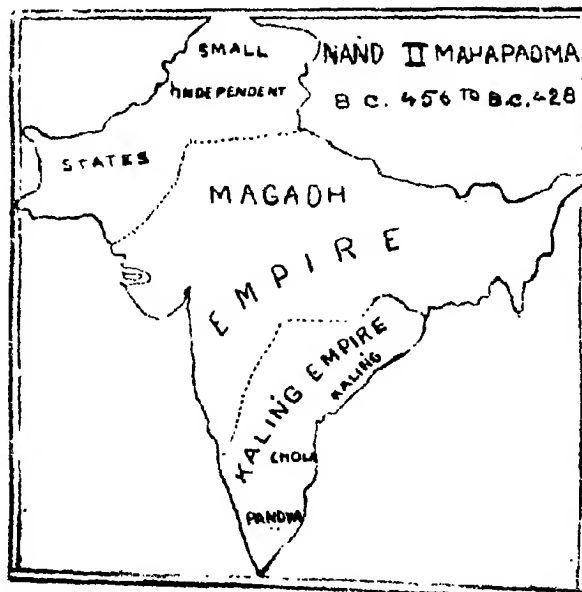 NAND II MAHAPADMA
B C. 456 TO B.C. 428
SMALL
INDEPENDENT
STATES
MAGADH
EMPIRE
KALING EMPIRE
KALING
CHOLA
PANDYA